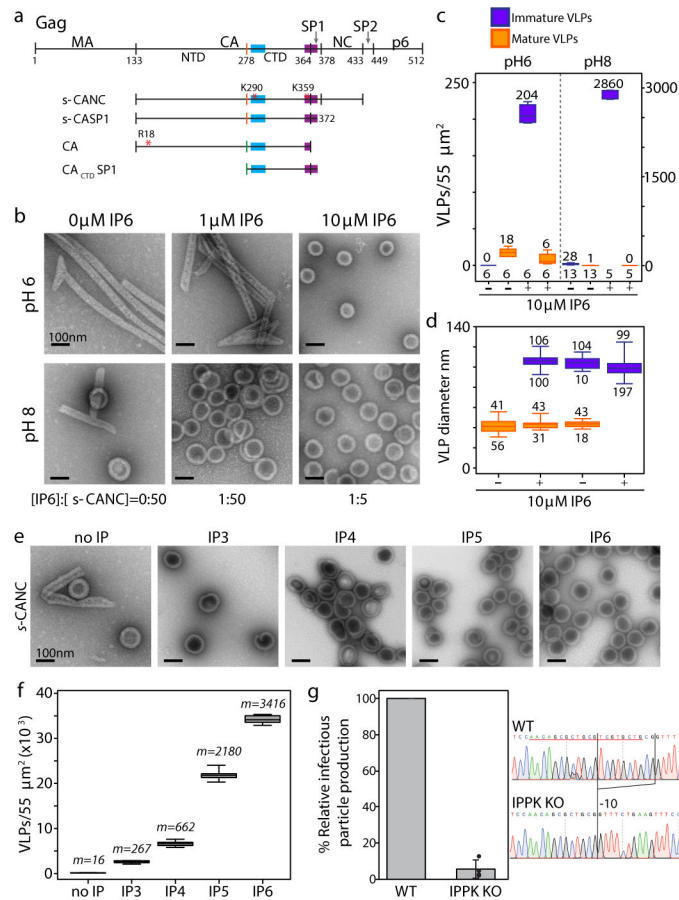 a
Gag
SP1
SP2
MA
CA
NC
p6
NTD
CTD
1
133
278
364
378
433
449
512
K290
K359
s-CANC
s-CASP1
372
R18
*
CA
CA CTD SP1
b
0µM IP6
1µM IP6
10µM IP6
pH 6
100nm
pH 8
[IP6]:[ s-CANC]=0:50
1:50
1:5
c
Immature VLPs
Mature VLPs
pH6
pH8
204
2860
250
3000
VLPs/55 µm²
1500
0
18
6
28
1
0
0
0
6
6
6
6
13
13
5
5
- - + + - - + +
10µM IP6
d
140
VLP diameter nm
0
106
104
99
100
10
197
41
43
43
56
31
18
- + - +
10µM IP6
e
no IP
IP3
IP4
IP5
IP6
s-CANC
100nm
f
VLPs/55 µm² (x10³)
40
30
20
10
0
m=16
m=267
m=662
m=2180
m=3416
no IP
IP3
IP4
IP5
IP6
g
% Relative infectious
particle production
100
80
60
40
20
0
WT
IPPK KO
WT
TCCAACAGCGCTGCGTCGTGCTGCGGTTT
IPPK KO
-10
TCCAACAGCGCTGCGGTTTCTGAAGTTTCC